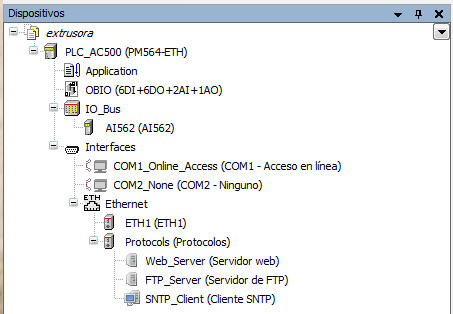 Dispositivos
extrusora
PLC_AC500 (PM564-ETH)
Application
OBIO (6DI+6DO+2AI+1AO)
IO_Bus
AI562 (AI562)
Interfaces
COM1_Online_Access (COM1 - Acceso en línea)
COM2_None (COM2 - Ninguno)
ETH
Ethernet
ETH1 (ETH1)
Protocols (Protocolos)
Web_Server (Servidor web)
FTP_Server (Servidor de FTP)
SNTP_Client (Cliente SNTP)